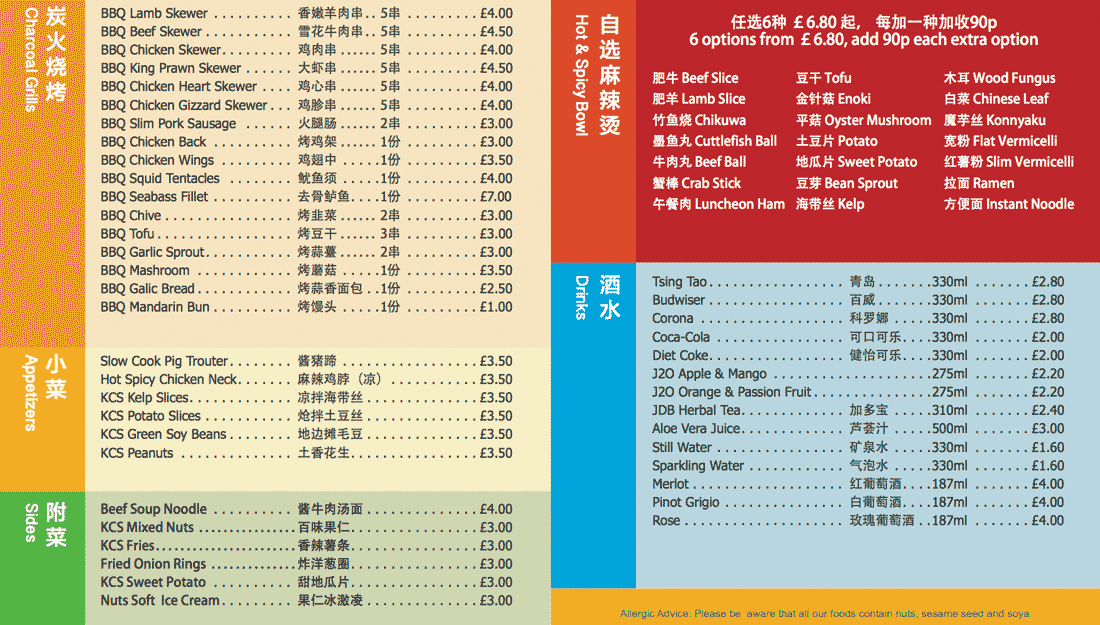 炭火烧烤
Charcoal Grills
BBQ Lamb Skewer 香嫩羊肉串 5串 £4.00
BBQ Beef Skewer 雪花牛肉串 5串 £4.50
BBQ Chicken Skewer 鸡肉串 5串 £4.00
BBQ King Prawn Skewer 大虾串 5串 £4.50
BBQ Chicken Heart Skewer 鸡心串 5串 £4.00
BBQ Chicken Gizzard Skewer 鸡胗串 5串 £4.00
BBQ Slim Pork Sausage 火腿肠 2串 £3.00
BBQ Chicken Back 烤鸡架 1份 £3.00
BBQ Chicken Wings 鸡翅中 1份 £3.50
BBQ Squid Tentacles 鱿鱼须 1份 £4.00
BBQ Seabass Fillet 去骨鲈鱼 1份 £7.00
BBQ Chive 烤韭菜 2串 £3.00
BBQ Tofu 烤豆干 3串 £3.00
BBQ Garlic Sprout 烤蒜薹 2串 £3.00
BBQ Mashroom 烤蘑菇 1份 £3.50
BBQ Galic Bread 烤蒜香面包 1份 £2.50
BBQ Mandarin Bun 烤馒头 1份 £1.00
小菜
Appetizers
Slow Cook Pig Trouter 酱猪蹄 £3.50
Hot Spicy Chicken Neck 麻辣鸡脖（凉） £3.50
KCS Kelp Slices 凉拌海带丝 £3.50
KCS Potato Slices 炝拌土豆丝 £3.50
KCS Green Soy Beans 地边摊毛豆 £3.50
KCS Peanuts 土香花生 £3.50
附菜
Sides
Beef Soup Noodle 酱牛肉汤面 £4.00
KCS Mixed Nuts 百味果仁 £3.00
KCS Fries 香辣薯条 £3.00
Fried Onion Rings 炸洋葱圈 £3.00
KCS Sweet Potato 甜地瓜片 £3.00
Nuts Soft Ice Cream 果仁冰激凌 £3.00
自选麻辣烫
Hot & Spicy Bowl
任选6种 £6.80 起， 每加一种加收90p
6 options from £6.80, add 90p each extra option
肥牛 Beef Slice 豆干 Tofu 木耳 Wood Fungus
肥羊 Lamb Slice 金针菇 Enoki 白菜 Chinese Leaf
竹鱼烧 Chikuwa 平菇 Oyster Mushroom 魔芋丝 Konnyaku
墨鱼丸 Cuttlefish Ball 土豆片 Potato 宽粉 Flat Vermicelli
牛肉丸 Beef Ball 地瓜片 Sweet Potato 红薯粉 Slim Vermicelli
蟹棒 Crab Stick 豆芽 Bean Sprout 拉面 Ramen
午餐肉 Luncheon Ham 海带丝 Kelp 方便面 Instant Noodle
酒水
Drinks
Tsing Tao 青岛 330ml £2.80
Budwiser 百威 330ml £2.80
Corona 科罗娜 330ml £2.80
Coca-Cola 可口可乐 330ml £2.00
Diet Coke 健怡可乐 330ml £2.00
J2O Apple & Mango 275ml £2.20
J2O Orange & Passion Fruit 275ml £2.20
JDB Herbal Tea 加多宝 310ml £2.40
Aloe Vera Juice 芦荟汁 500ml £3.00
Still Water 矿泉水 330ml £1.60
Sparkling Water 气泡水 330ml £1.60
Merlot 红葡萄酒 187ml £4.00
Pinot Grigio 白葡萄酒 187ml £4.00
Rose 玫瑰葡萄酒 187ml £4.00
Allergic Advice: Please be aware that all our foods contain nuts, sesame seed and soya.